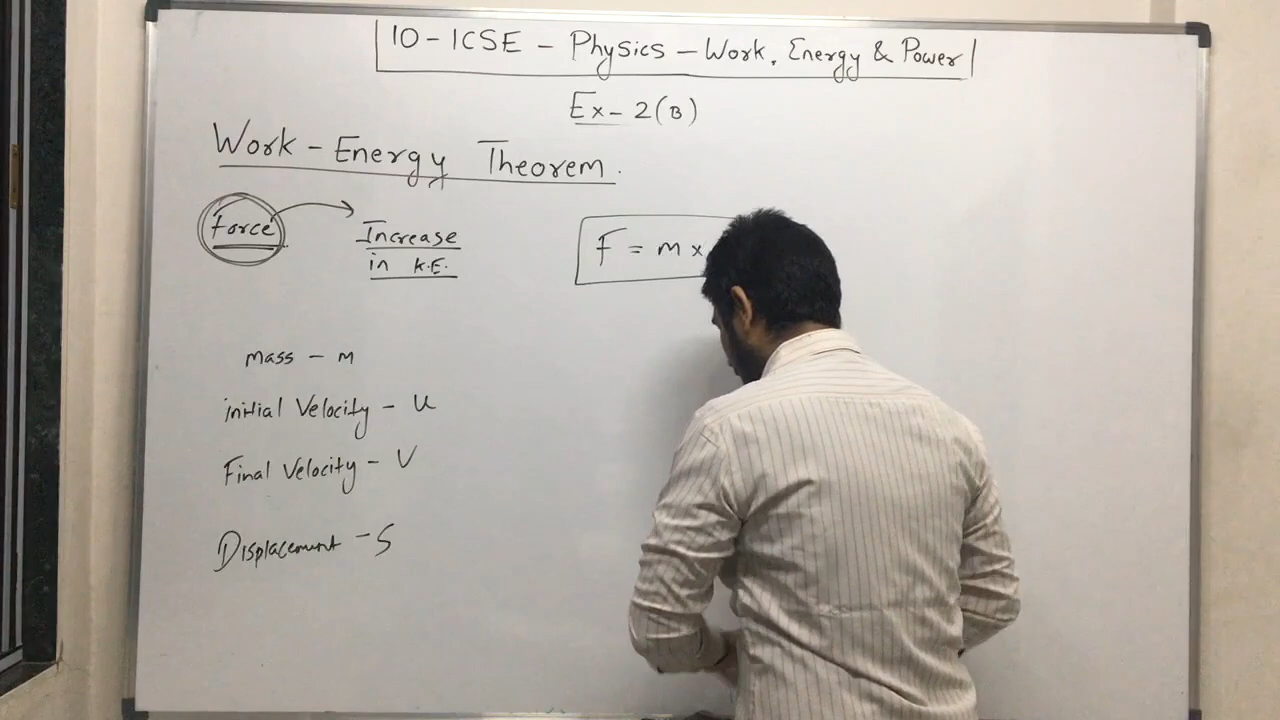 10 - ICSE - Physics - Work, Energy & Power
Ex - 2(B)
Work - Energy Theorem.
Force
Increase
in K.E.
F = m x
Mass - m
initial Velocity - u
Final Velocity - V
Displacement - S